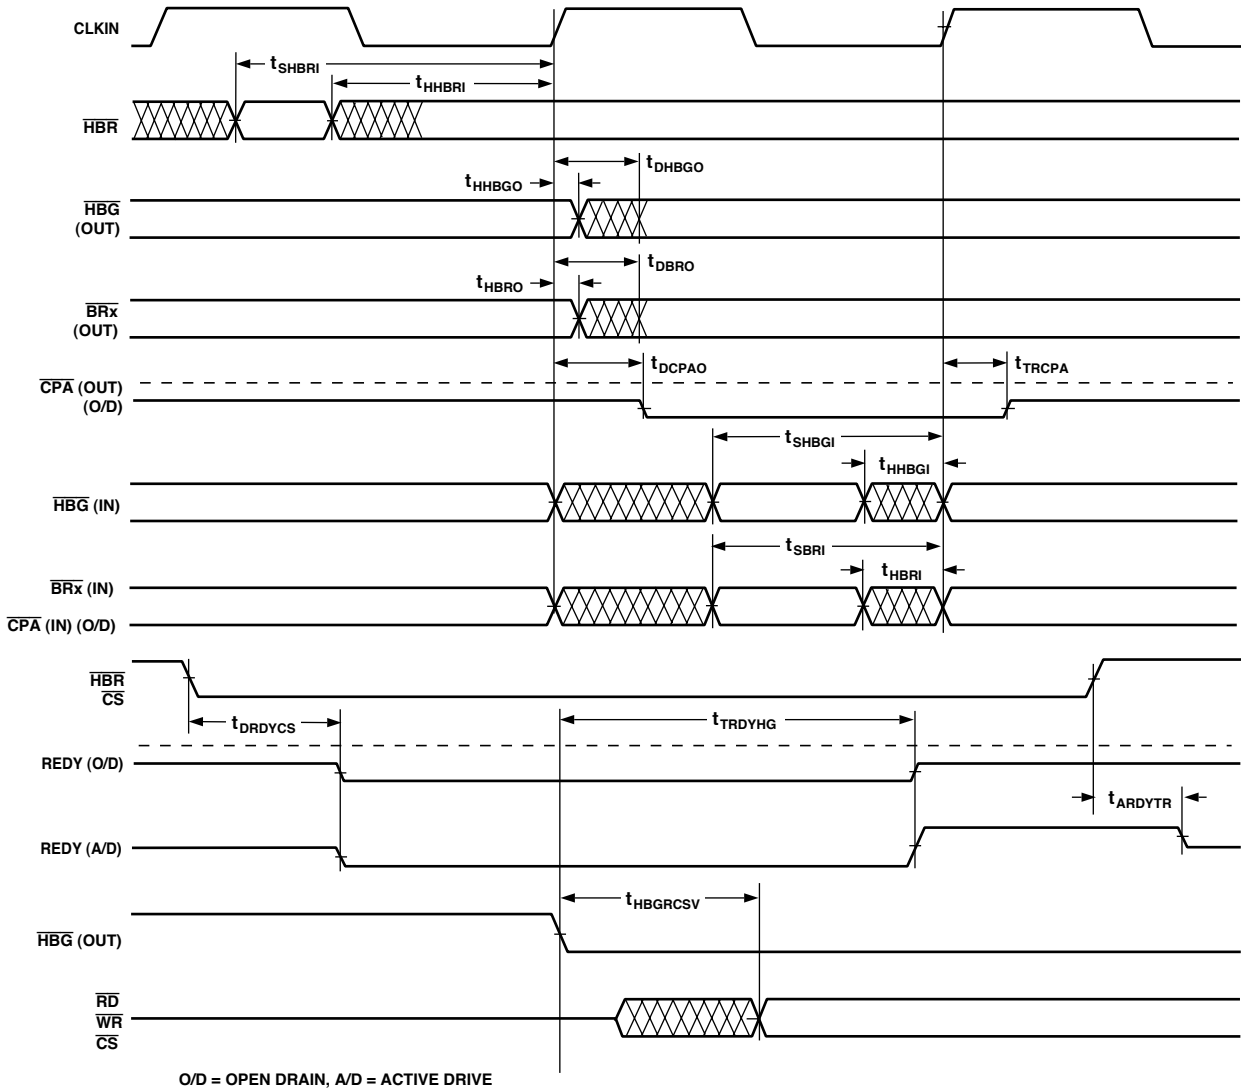 CLKIN
tSHBRI
tHHBRI
HBR
tDHBGO
tHHBGO
HBG
(OUT)
tDBRO
tHBRO
BRx
(OUT)
tDCPAO
tTRCPA
CPA (OUT)
(O/D)
tSHBGI
tHHBGI
HBG (IN)
tSBRI
tHBRI
BRx (IN)
CPA (IN) (O/D)
HBR
CS
tDRDYCS
tTRDYHG
REDY (O/D)
tARDYTR
REDY (A/D)
tHBGRCSV
HBG (OUT)
RD
WR
CS
O/D = OPEN DRAIN, A/D = ACTIVE DRIVE